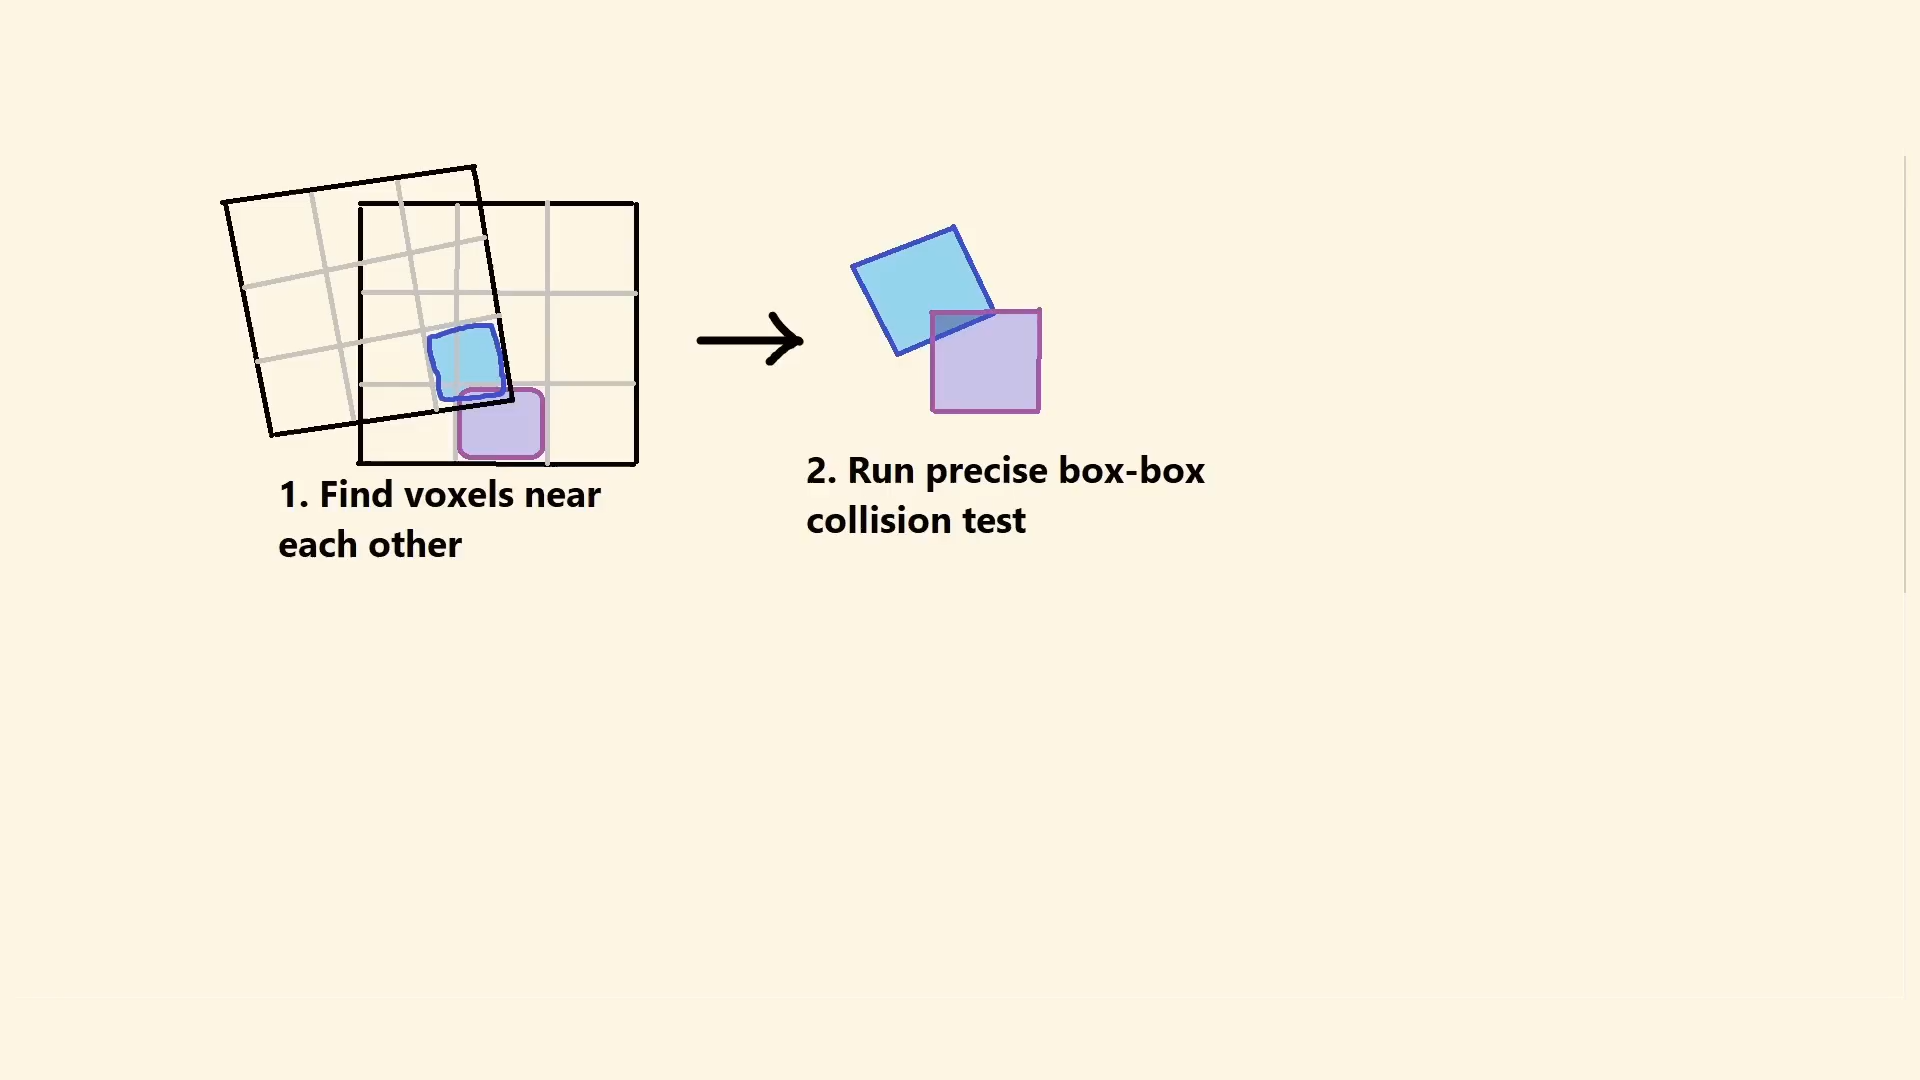 1. Find voxels near
each other
2. Run precise box-box
collision test